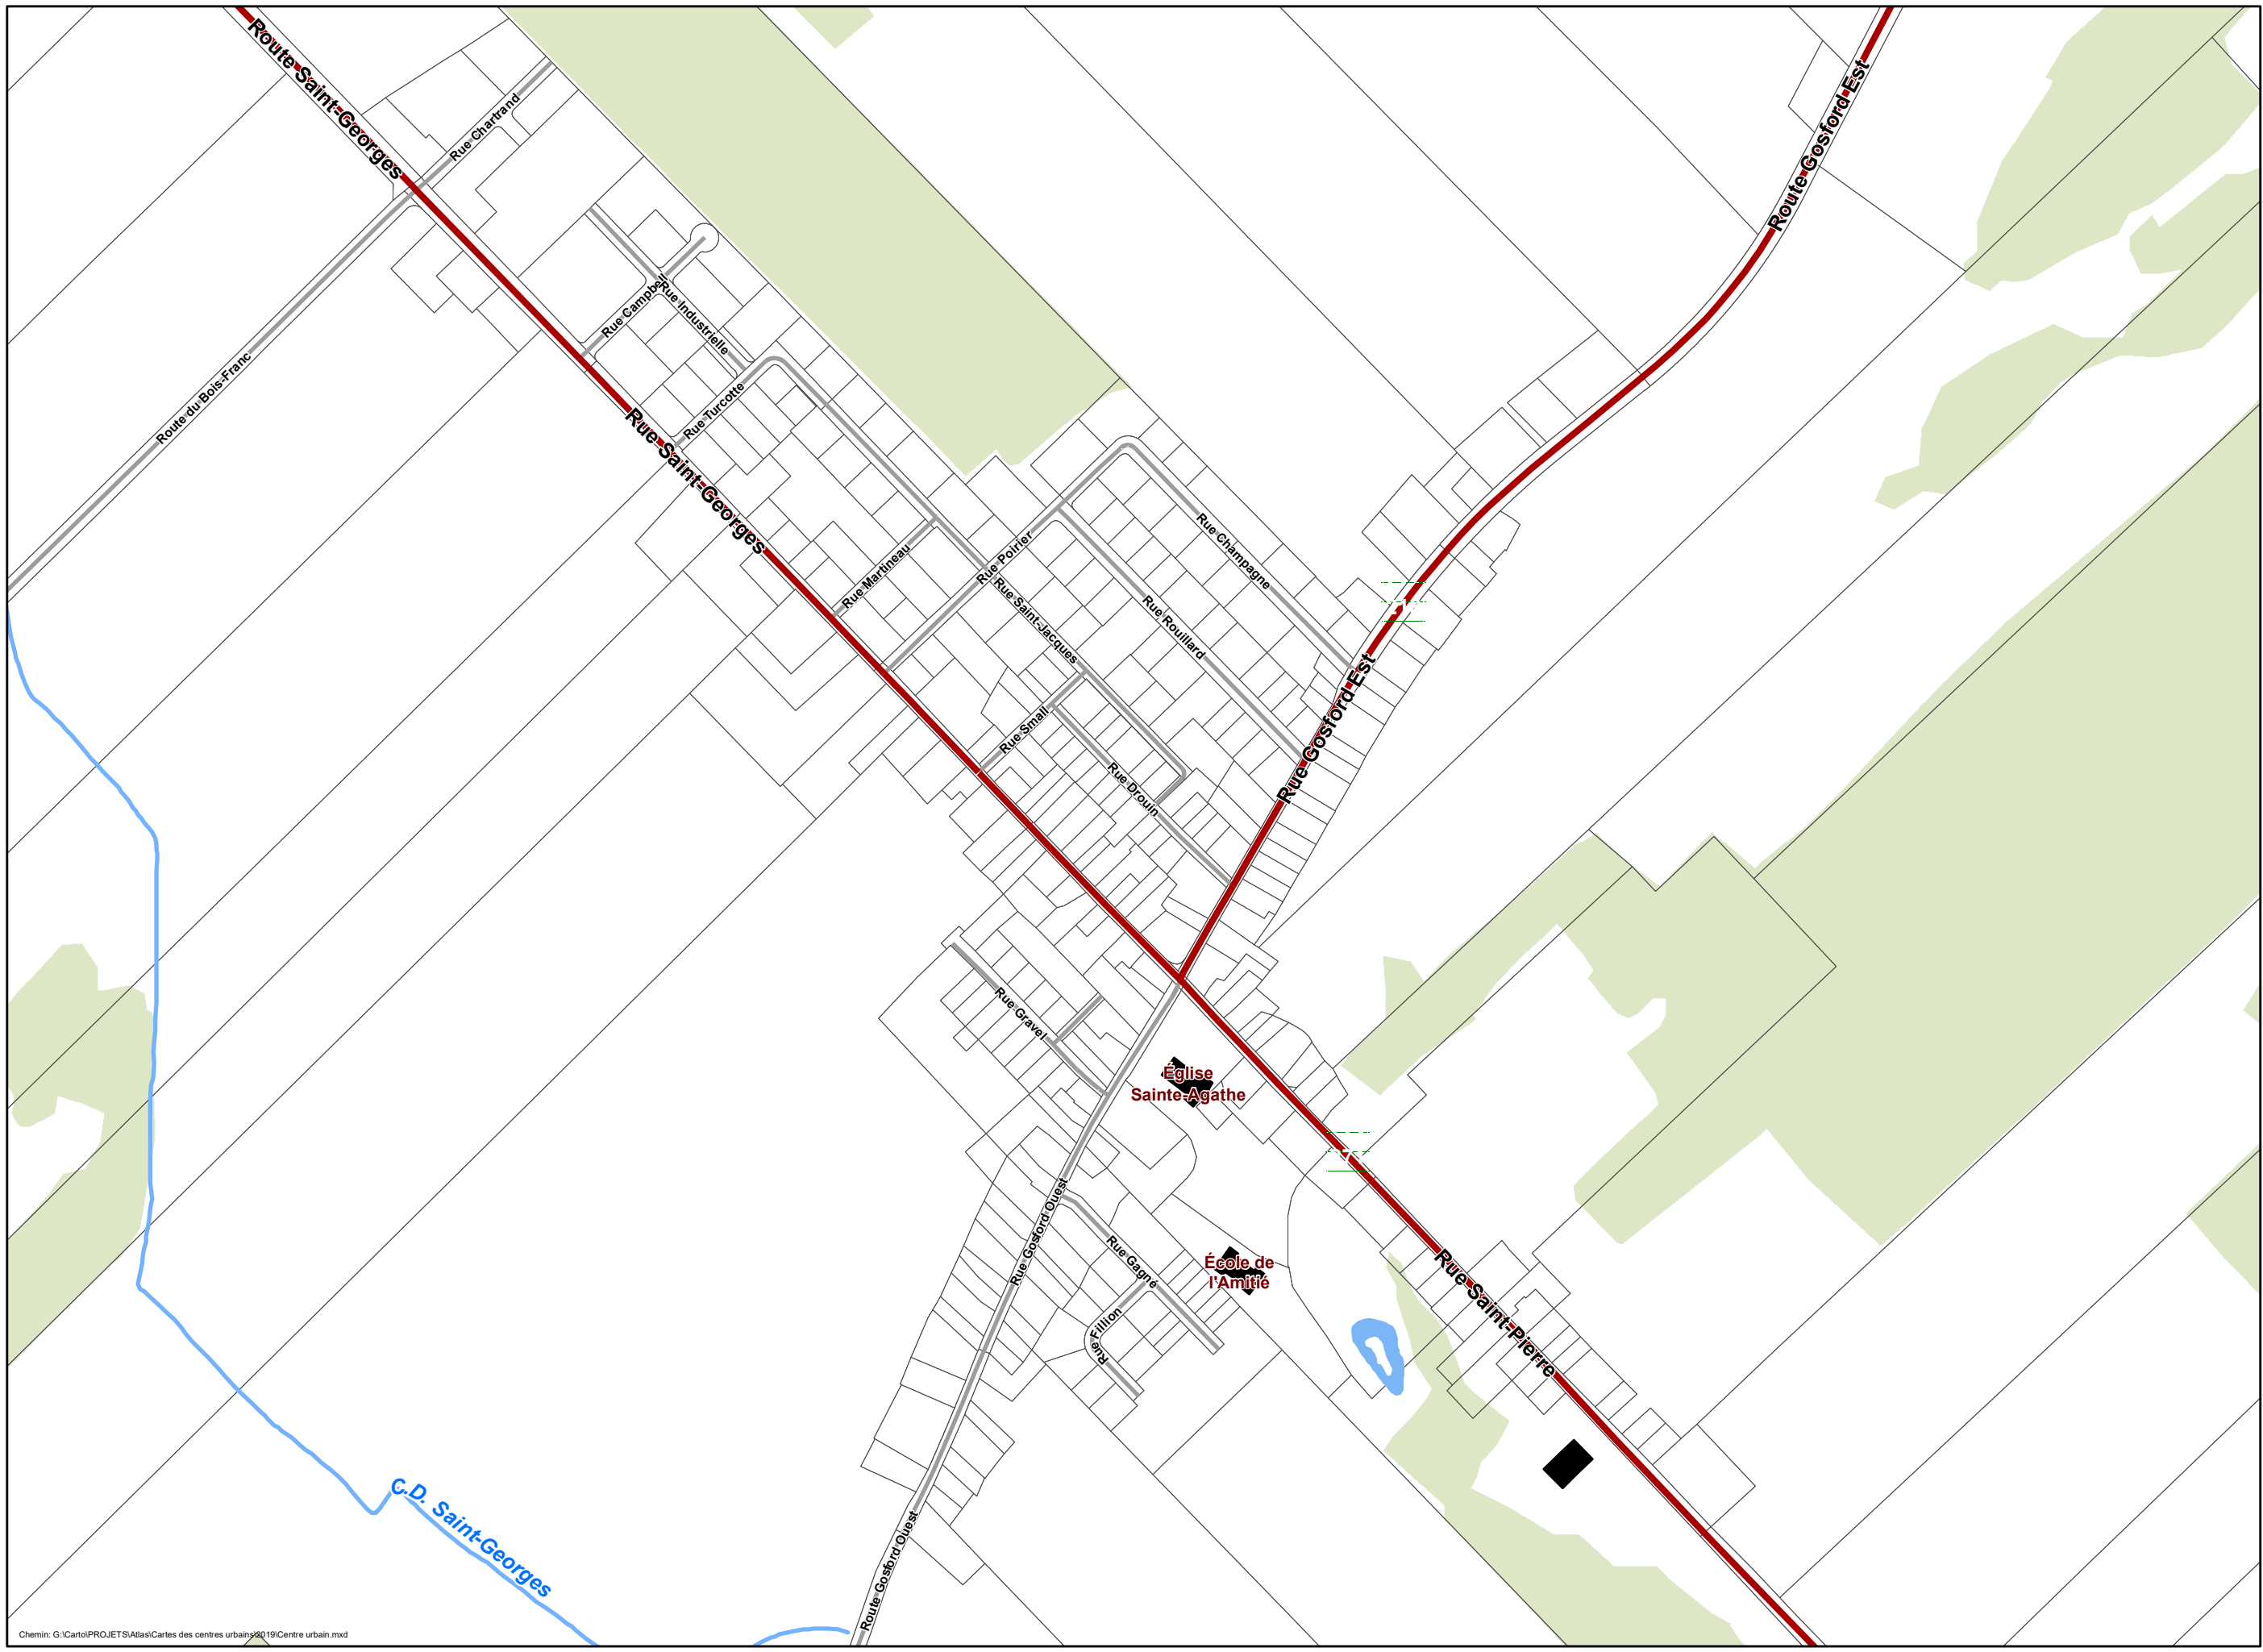 Route Saint-Georges
Rue Chartrand
Route Gosford Est
Rue Campbell
Rue Industrielle
Route du Bois-Franc
Rue Turcotte
Rue Saint-Georges
Rue Champagne
Rue Poirier
Rue Martineau
Rue Saint-Jacques
Rue Rouillard
Rue Gosford Est
Rue Small
Rue Drouin
Rue Gravel
Église
Sainte-Agathe
Rue Gosford Ouest
Rue Gagné
École de
l'Amitié
Rue Fillion
Rue Saint-Pierre
C.D. Saint-Georges
Route Gosford Ouest
Chemin: G:\Carto\PROJETS\Atlas\Cartes des centres urbains\2019\Centre urbain.mxd